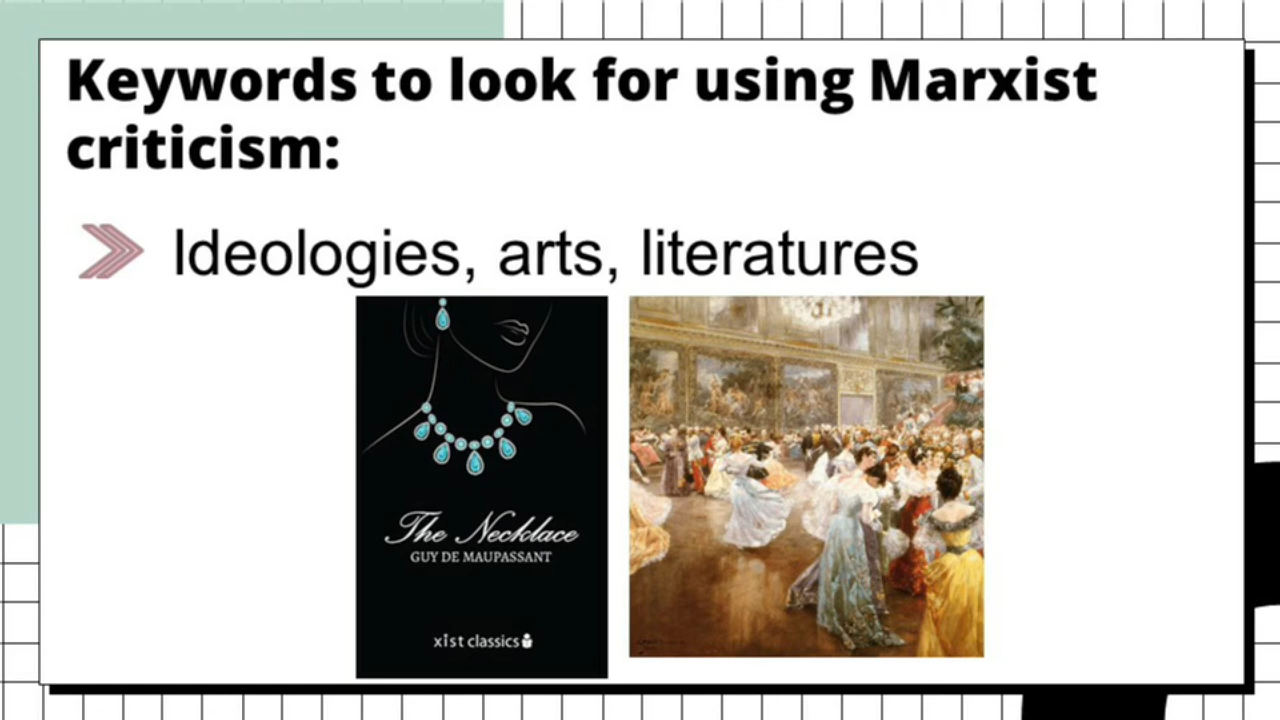 Keywords to look for using Marxist
criticism:
Ideologies, arts, literatures
The Necklace
GUY DE MAUPASSANT
xist classics